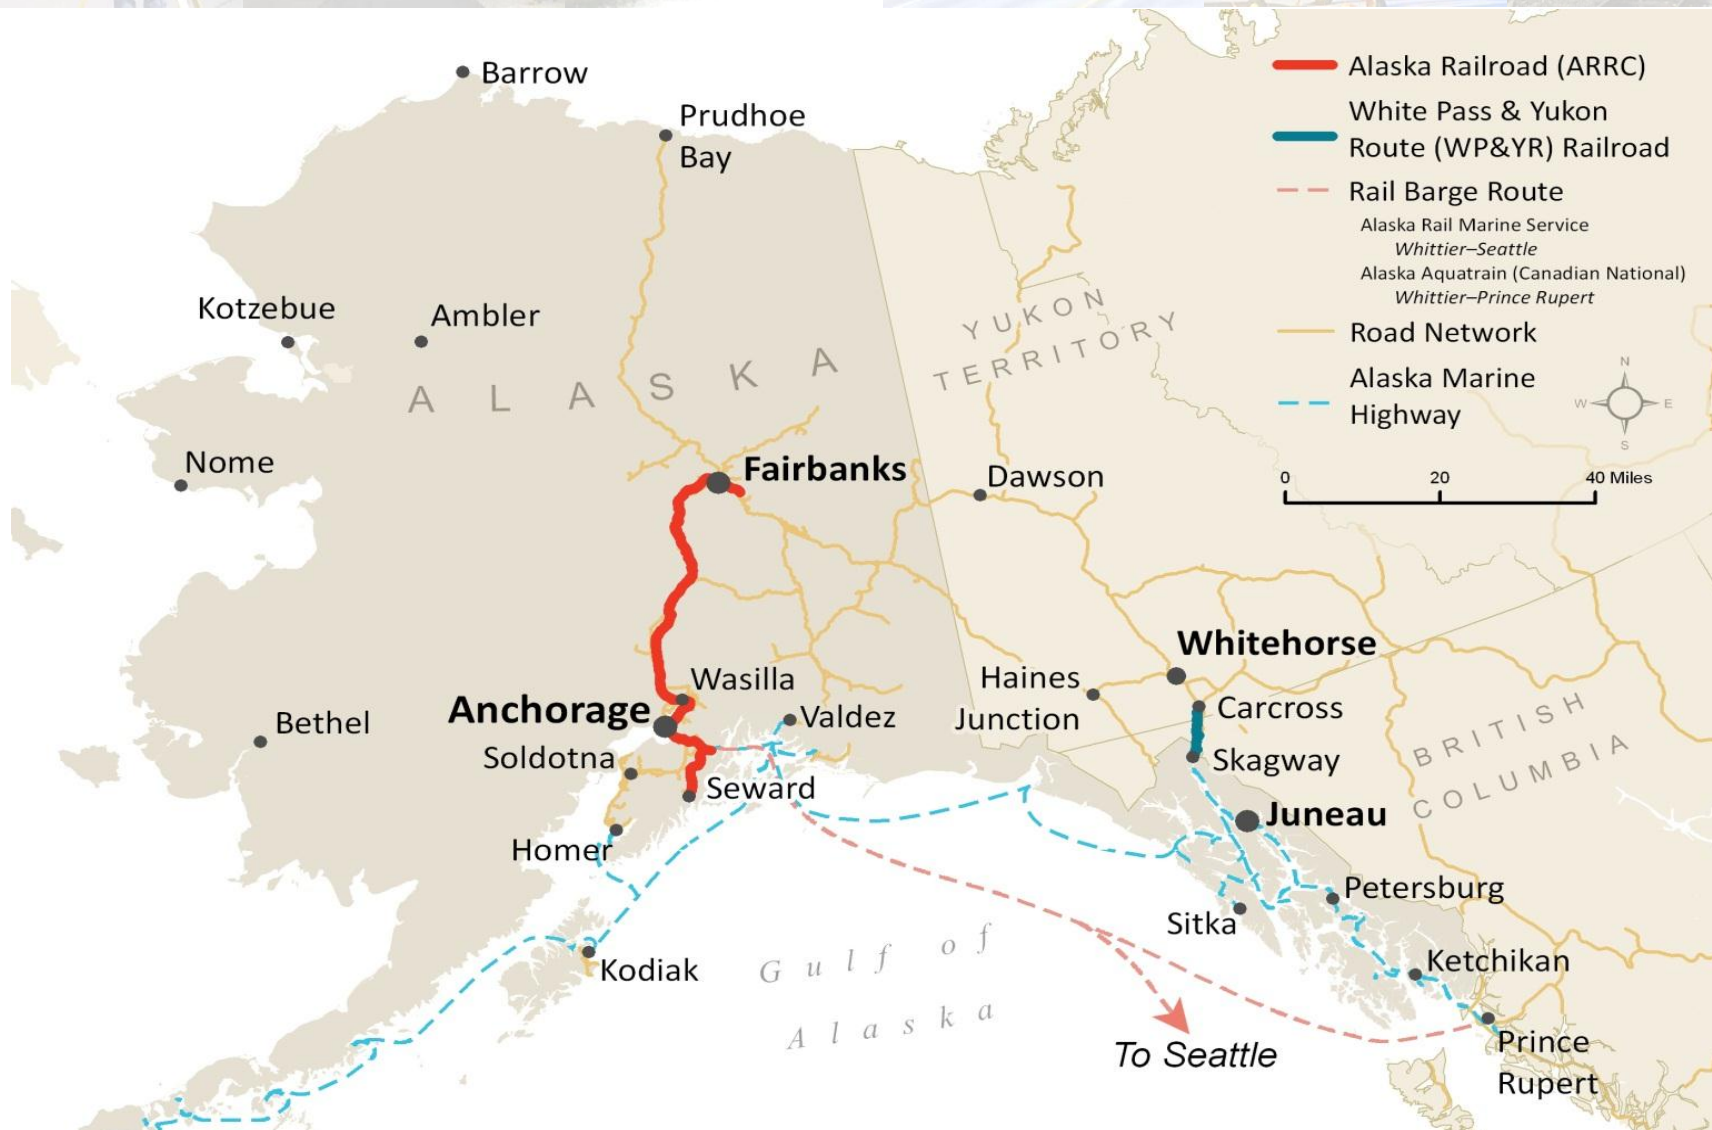 Barrow
Prudhoe
Bay
Alaska Railroad (ARRC)
White Pass & Yukon
Route (WP&YR) Railroad
Rail Barge Route
Alaska Rail Marine Service
Whittier–Seattle
Alaska Aquatrain (Canadian National)
Whittier–Prince Rupert
Road Network
Alaska Marine
Highway
N
W
E
S
0 20 40 Miles
Kotzebue
Ambler
ALASKA
YUKON
TERRITORY
Nome
Fairbanks
Dawson
Whitehorse
Wasilla
Haines
Junction
Anchorage
Valdez
Carcross
Bethel
Soldotna
Skagway
BRITISH
COLUMBIA
Seward
Juneau
Homer
Petersburg
Sitka
Kodiak
Gulf of
Alaska
Ketchikan
To Seattle
Prince
Rupert